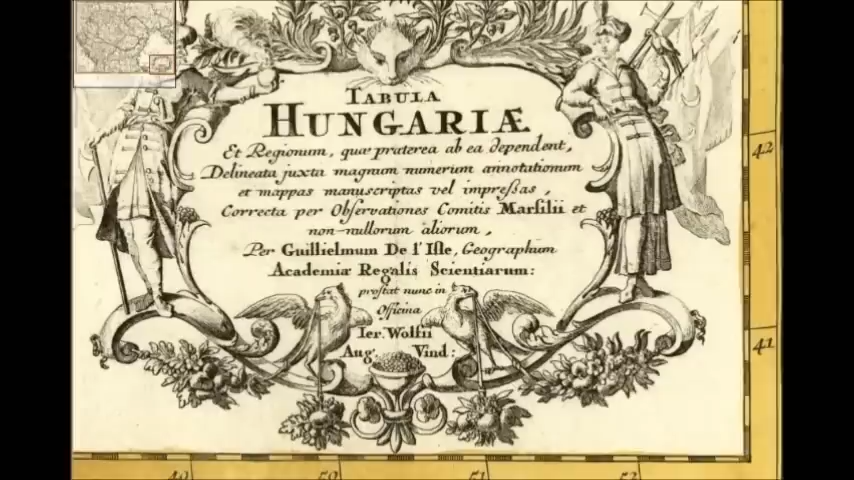 TABULA
HUNGARIÆ
Et Regionum, quæ præterea ab ea dependent,
Delineata juxta magnum numerum annotationum
et mappas manuscriptas vel impreſsas,
Correcta per Obſervationes Comitis Marſilii et
non-nullorum aliorum,
Per Guillielmum De l'Iſle, Geographum
Academiæ Regalis Scientiarum:
proſtat nunc in
Officina
Ier. Wolfii
Aug. Vind:
42
41
49
50
51
52